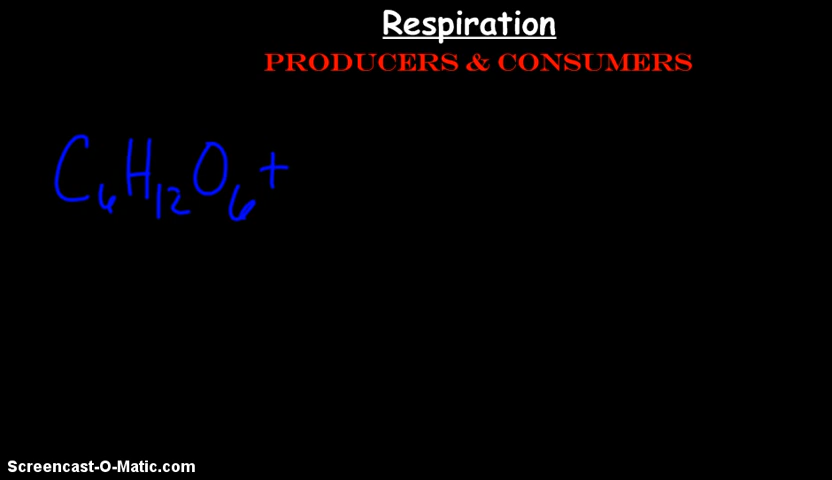 Respiration
PRODUCERS & CONSUMERS
C₆H₁₂O₆ +
Screencast-O-Matic.com